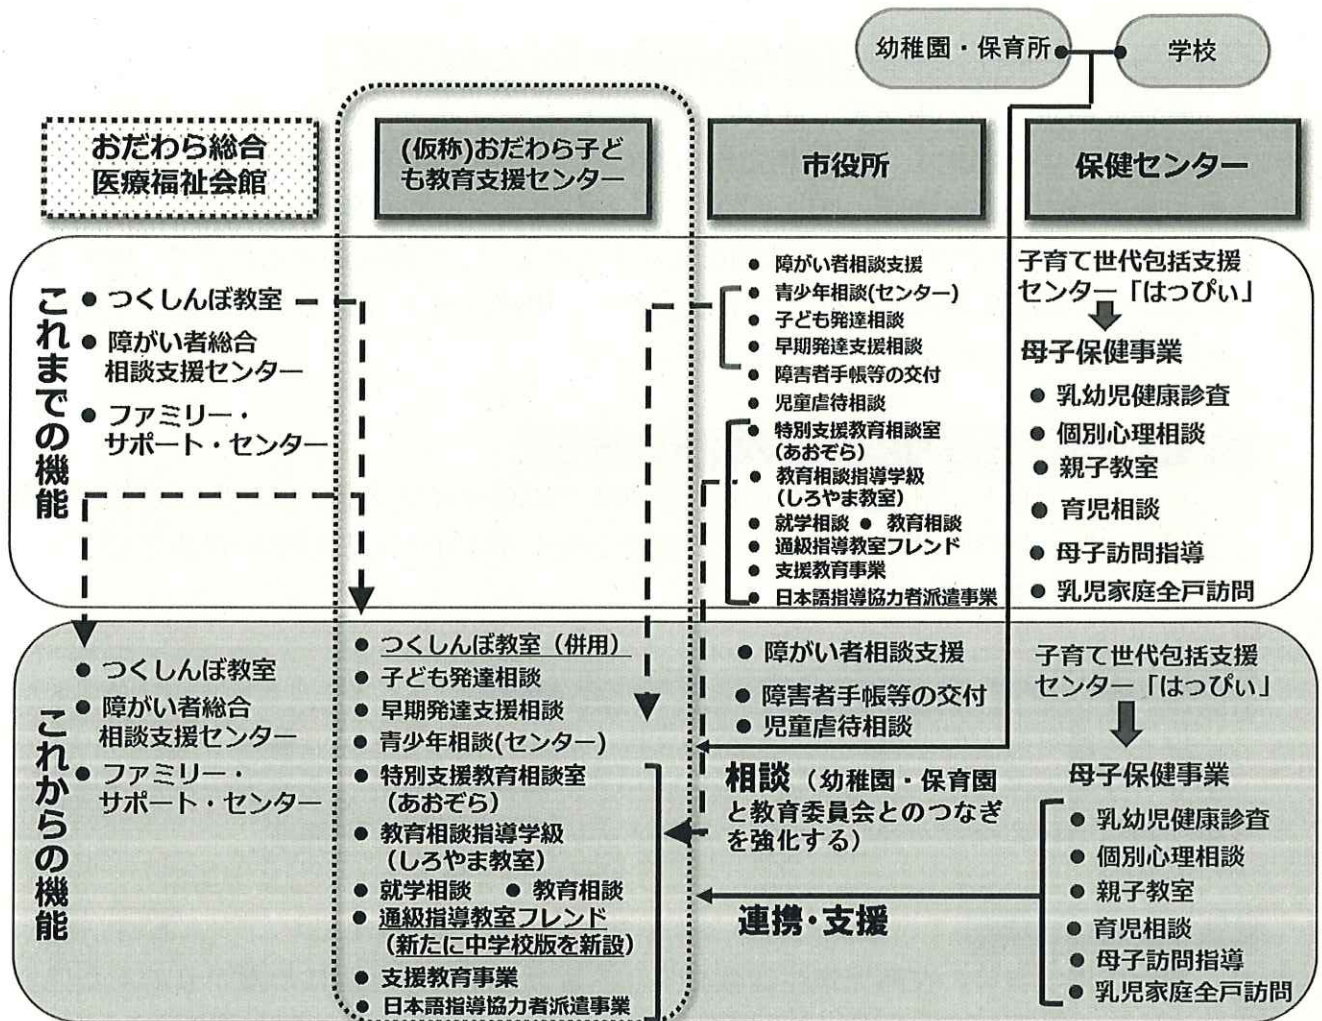 幼稚園・保育所
学校
おだわら総合
医療福祉会館
(仮称)おだわら子ど
も教育支援センター
市役所
保健センター
これまでの機能
● つくしんぼ教室
● 障がい者総合
相談支援センター
● ファミリー・
サポート・センター
● 障がい者相談支援
● 青少年相談(センター)
● 子ども発達相談
● 早期発達支援相談
● 障害者手帳等の交付
● 児童虐待相談
● 特別支援教育相談室
(あおぞら)
● 教育相談指導学級
(しろやま教室)
● 就学相談 ● 教育相談
● 通級指導教室フレンド
● 支援教育事業
● 日本語指導協力者派遣事業
子育て世代包括支援
センター「はっぴぃ」
母子保健事業
● 乳幼児健康診査
● 個別心理相談
● 親子教室
● 育児相談
● 母子訪問指導
● 乳児家庭全戸訪問
これからの機能
● つくしんぼ教室
● 障がい者総合
相談支援センター
● ファミリー・
サポート・センター
● つくしんぼ教室（併用）
● 子ども発達相談
● 早期発達支援相談
● 青少年相談(センター)
● 特別支援教育相談室
(あおぞら)
● 教育相談指導学級
(しろやま教室)
● 就学相談 ● 教育相談
● 通級指導教室フレンド
（新たに中学校版を新設）
● 支援教育事業
● 日本語指導協力者派遣事業
● 障がい者相談支援
● 障害者手帳等の交付
● 児童虐待相談
相談（幼稚園・保育園
と教育委員会とのつなぎ
を強化する）
連携・支援
子育て世代包括支援
センター「はっぴぃ」
母子保健事業
● 乳幼児健康診査
● 個別心理相談
● 親子教室
● 育児相談
● 母子訪問指導
● 乳児家庭全戸訪問